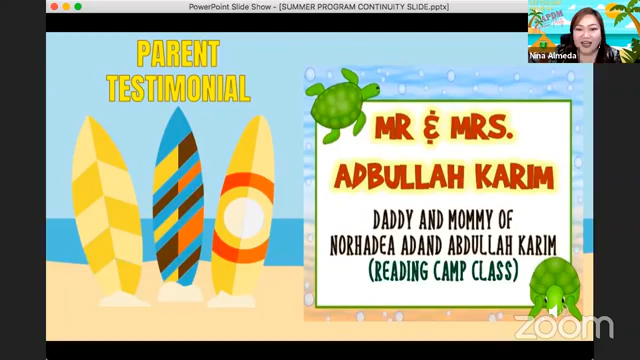 PowerPoint Slide Show - [SUMMER PROGRAM CONTINUITY SLIDE.pptx]
Nina Almeda
PARENT
TESTIMONIAL
MR & MRS.
ADBULLAH KARIM
DADDY AND MOMMY OF
NORHADEA ADAND ABDULLAH KARIM
(READING CAMP CLASS)
zoom